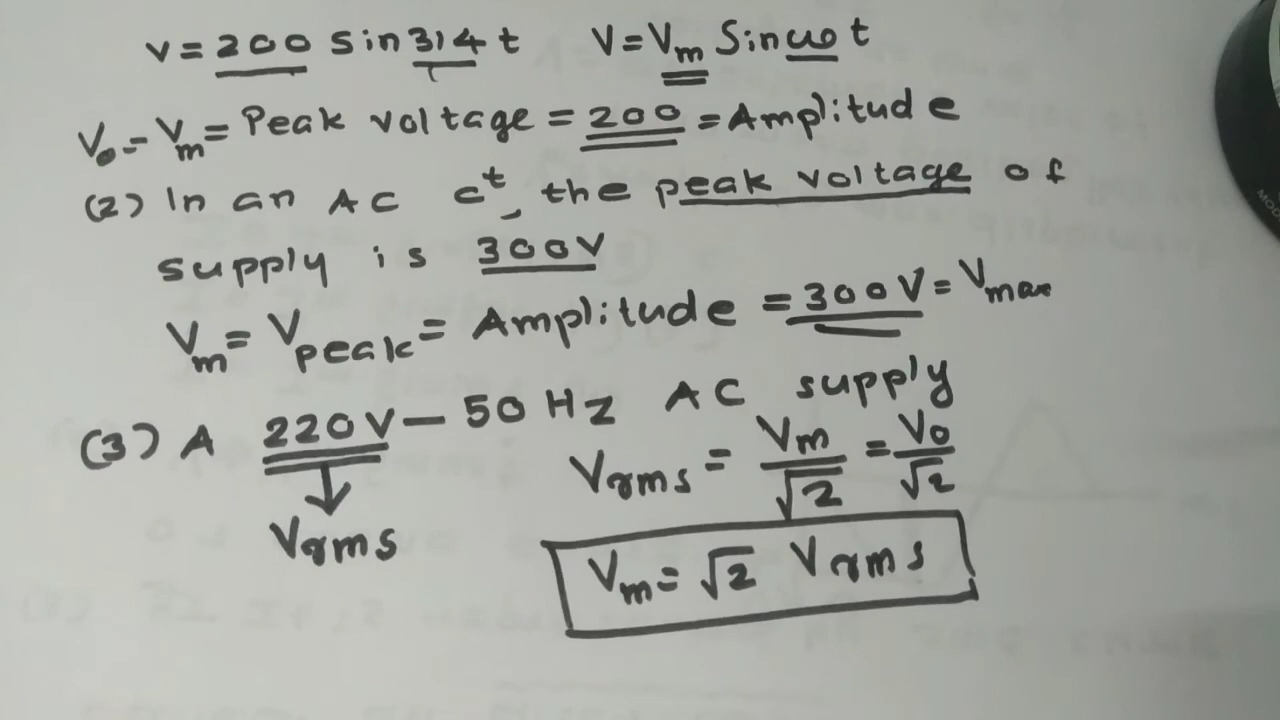 V = 200 Sin 314 t V = Vm Sin ωt
V₀ = Vm = Peak voltage = 200 = Amplitude
(2) In an AC cᵗ, the peak voltage of
supply is 300V
Vm = Vpeak = Amplitude = 300V = Vmax
(3) A 220V – 50 Hz AC supply
Vrms Vrms = Vm/√2 = V₀/√2
Vm = √2 Vrms